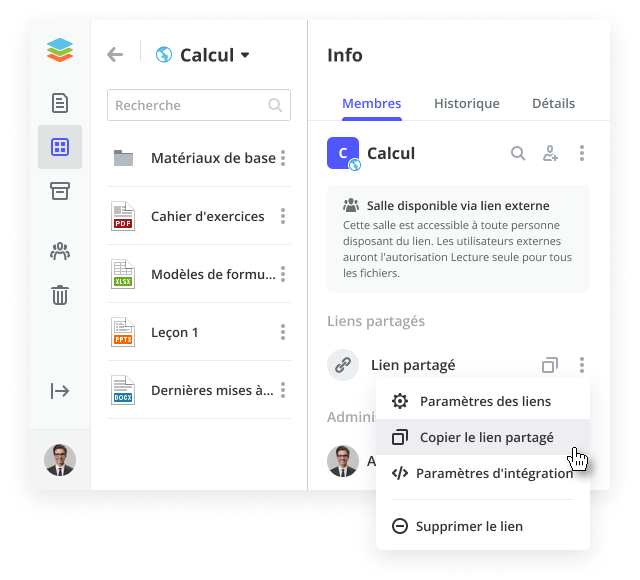 Calcul
Recherche
Matériaux de base
PDF
Cahier d'exercices
XLSX
Modèles de formu...
PPTX
Leçon 1
DOCX
Dernières mises à...
Info
Membres
Historique
Détails
C
Calcul
Salle disponible via lien externe
Cette salle est accessible à toute personne
disposant du lien. Les utilisateurs externes
auront l'autorisation Lecture seule pour tous
les fichiers.
Liens partagés
Lien partagé
Admini
A
Paramètres des liens
Copier le lien partagé
Paramètres d'intégration
Supprimer le lien